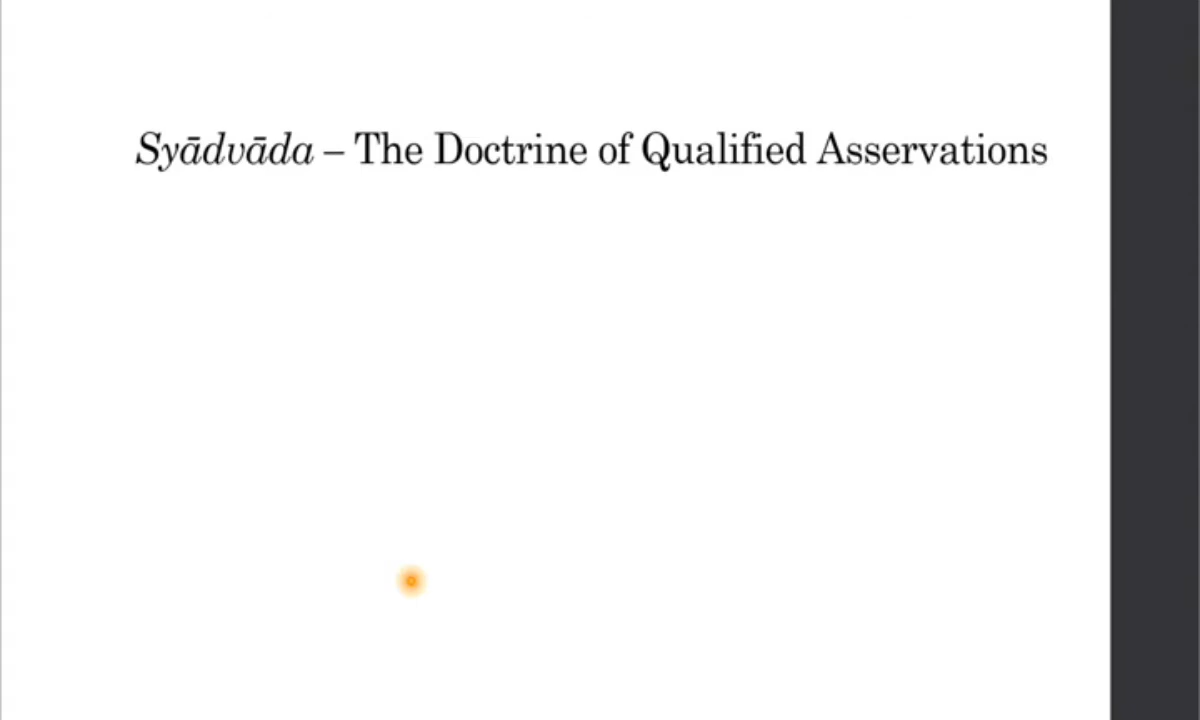 Syādvāda – The Doctrine of Qualified Asservations